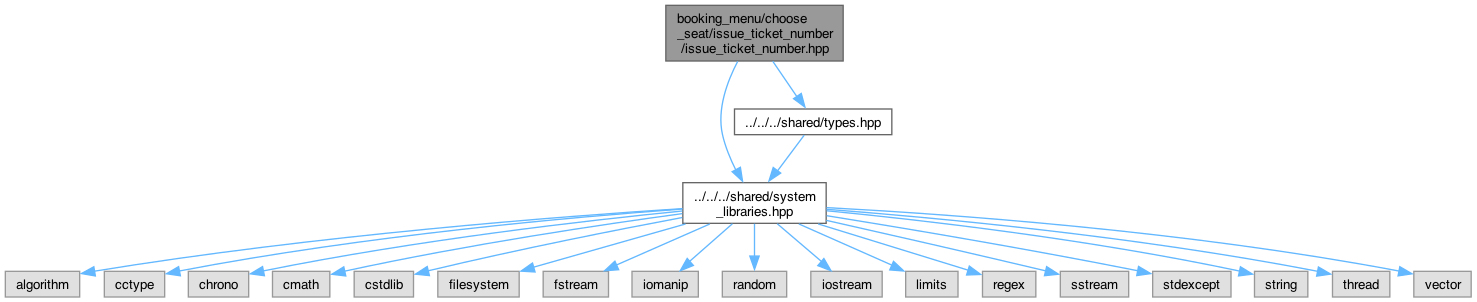 booking_menu/choose
_seat/issue_ticket_number
/issue_ticket_number.hpp
../../../shared/types.hpp
../../../shared/system
_libraries.hpp
algorithm
cctype
chrono
cmath
cstdlib
filesystem
fstream
iomanip
random
iostream
limits
regex
sstream
stdexcept
string
thread
vector